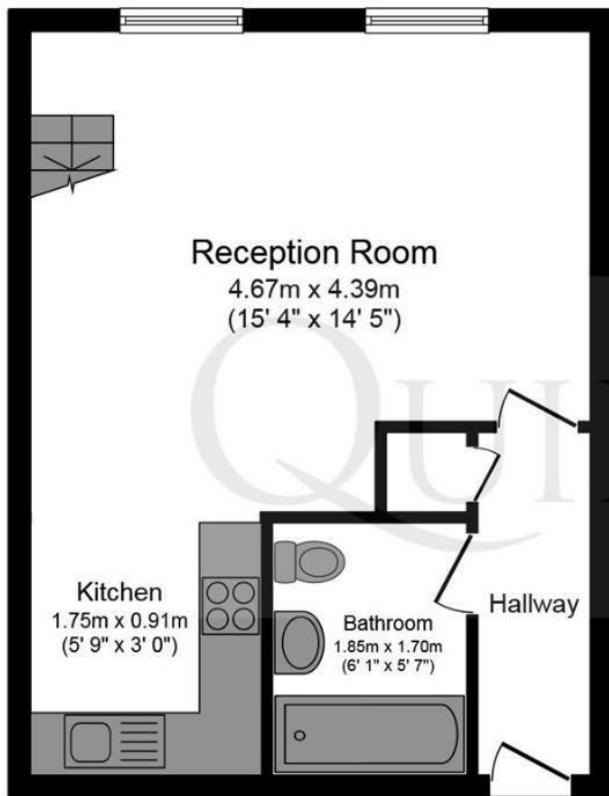 Reception Room
4.67m x 4.39m
(15' 4" x 14' 5")
QUI
Kitchen
1.75m x 0.91m
(5' 9" x 3' 0")
Bathroom
1.85m x 1.70m
(6' 1" x 5' 7")
Hallway